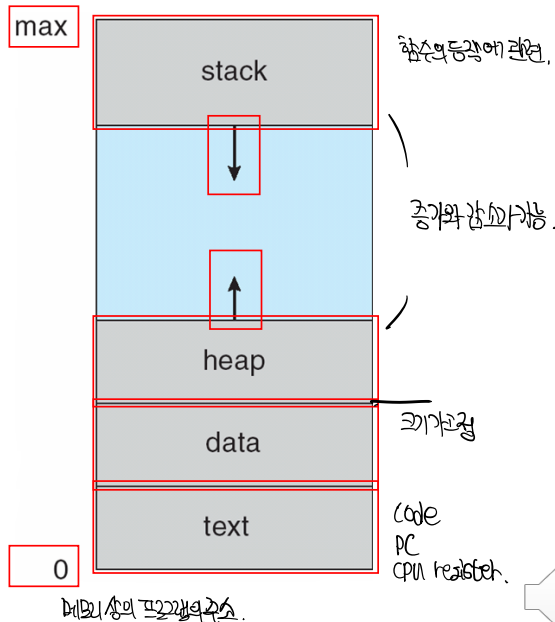 max
stack
함수의 동작에 관련.
증가와 감소가 가능.
heap
크기가 고정
data
text
code
PC
CPU register.
0
메모리 상의 프로그램의 주소.